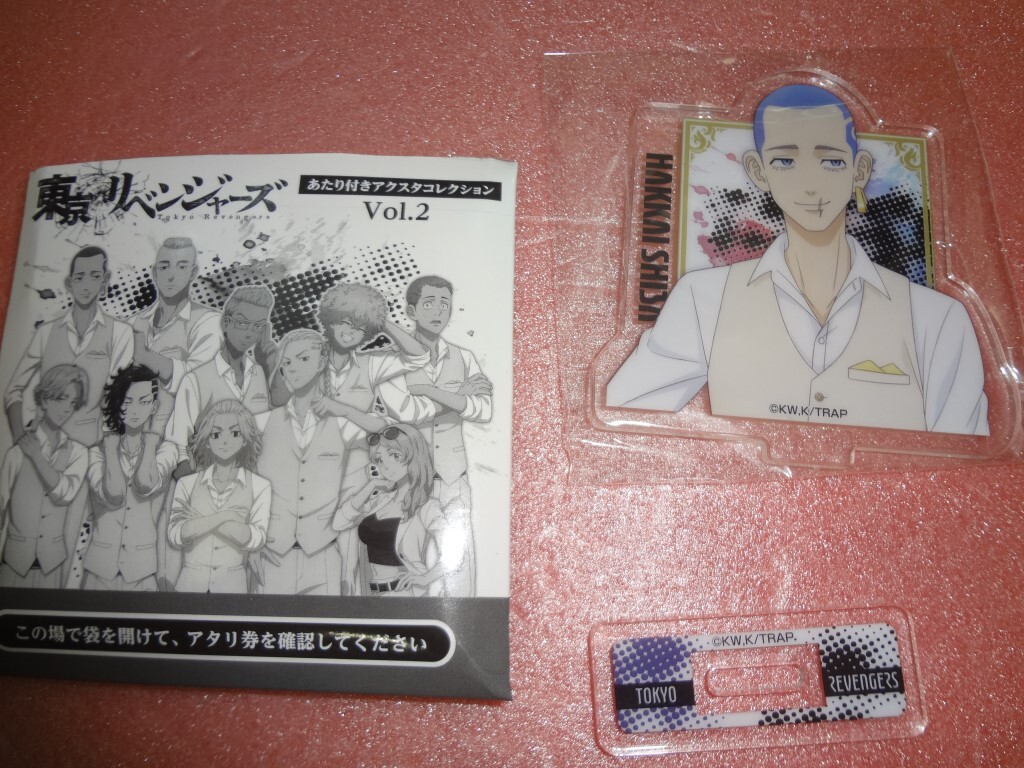 東京リベンジャーズ
Tokyo Revengers
あたり付きアクスタコレクション
Vol.2
この場で袋を開けて、アタリ券を確認してください
HAKKAI SHIBA
©KW,K/TRAP
©KW,K/TRAP.
TOKYO
REVENGERS